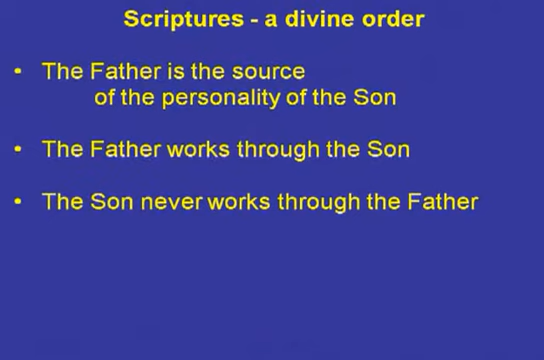 Scriptures - a divine order
• The Father is the source
of the personality of the Son
• The Father works through the Son
• The Son never works through the Father